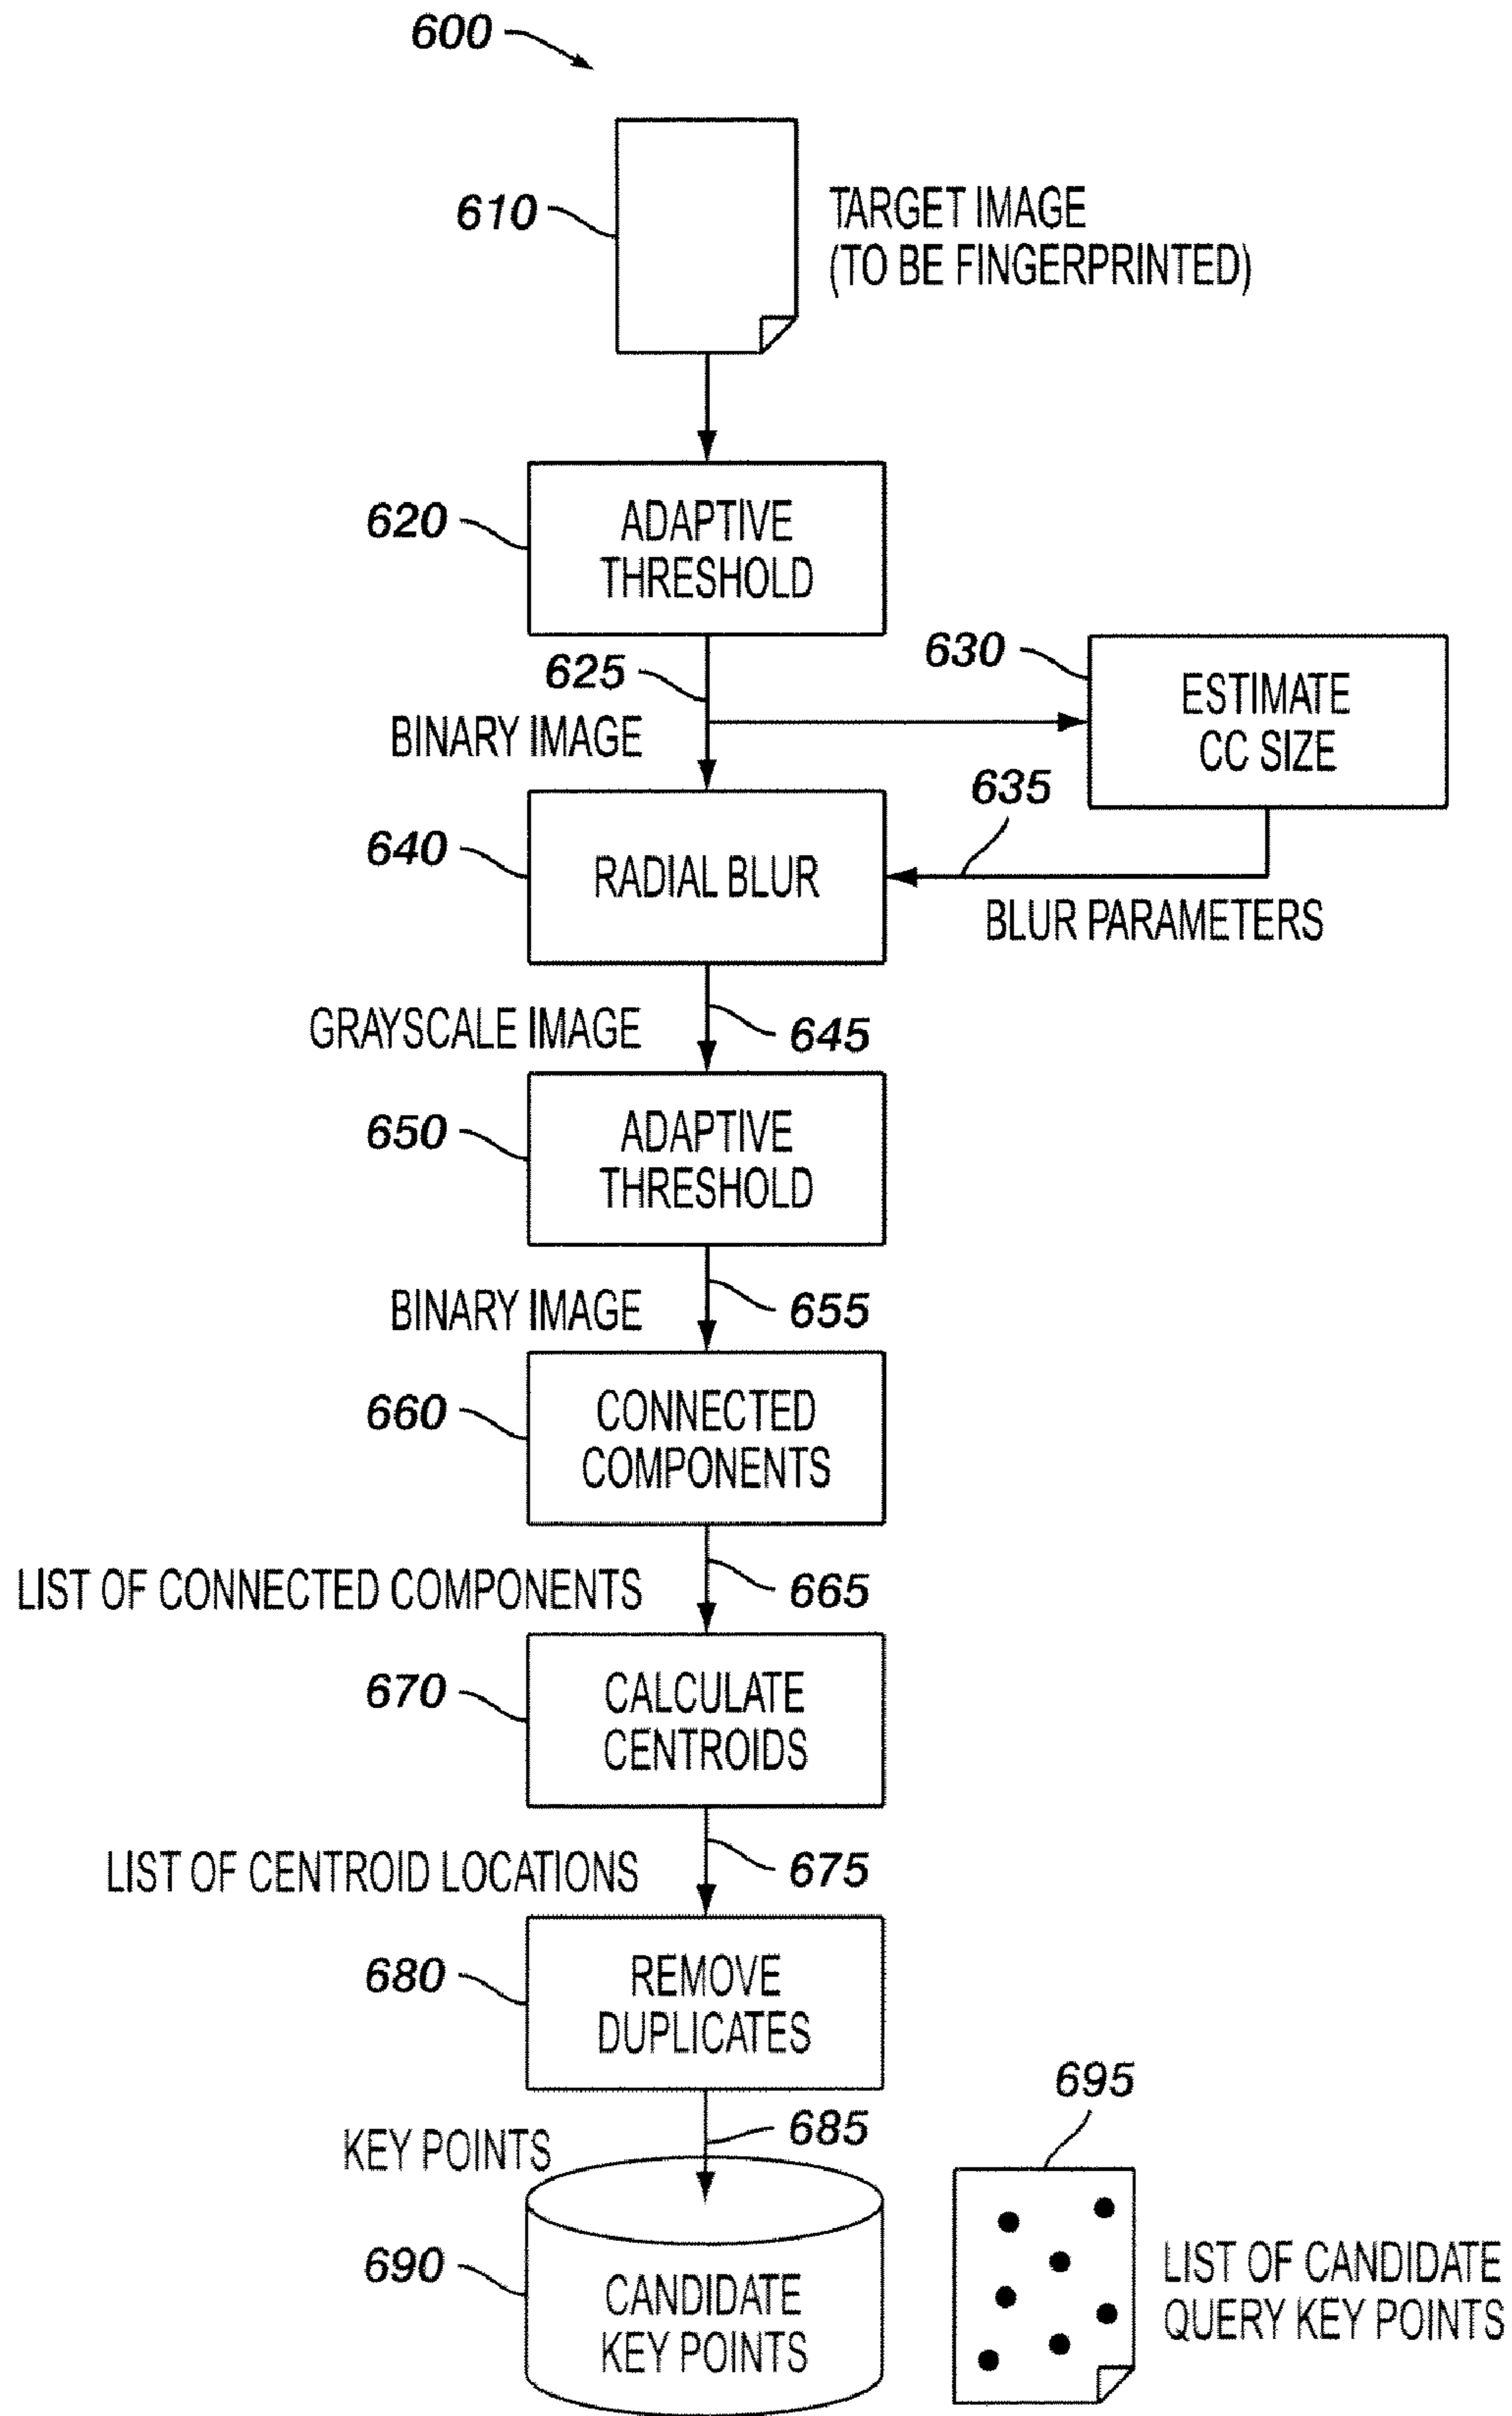 600
610
TARGET IMAGE
(TO BE FINGERPRINTED)
620
ADAPTIVE
THRESHOLD
625
BINARY IMAGE
630
ESTIMATE
CC SIZE
635
BLUR PARAMETERS
640
RADIAL BLUR
GRAYSCALE IMAGE
645
650
ADAPTIVE
THRESHOLD
BINARY IMAGE
655
660
CONNECTED
COMPONENTS
LIST OF CONNECTED COMPONENTS
665
670
CALCULATE
CENTROIDS
LIST OF CENTROID LOCATIONS
675
680
REMOVE
DUPLICATES
KEY POINTS
685
690
CANDIDATE
KEY POINTS
695
LIST OF CANDIDATE
QUERY KEY POINTS